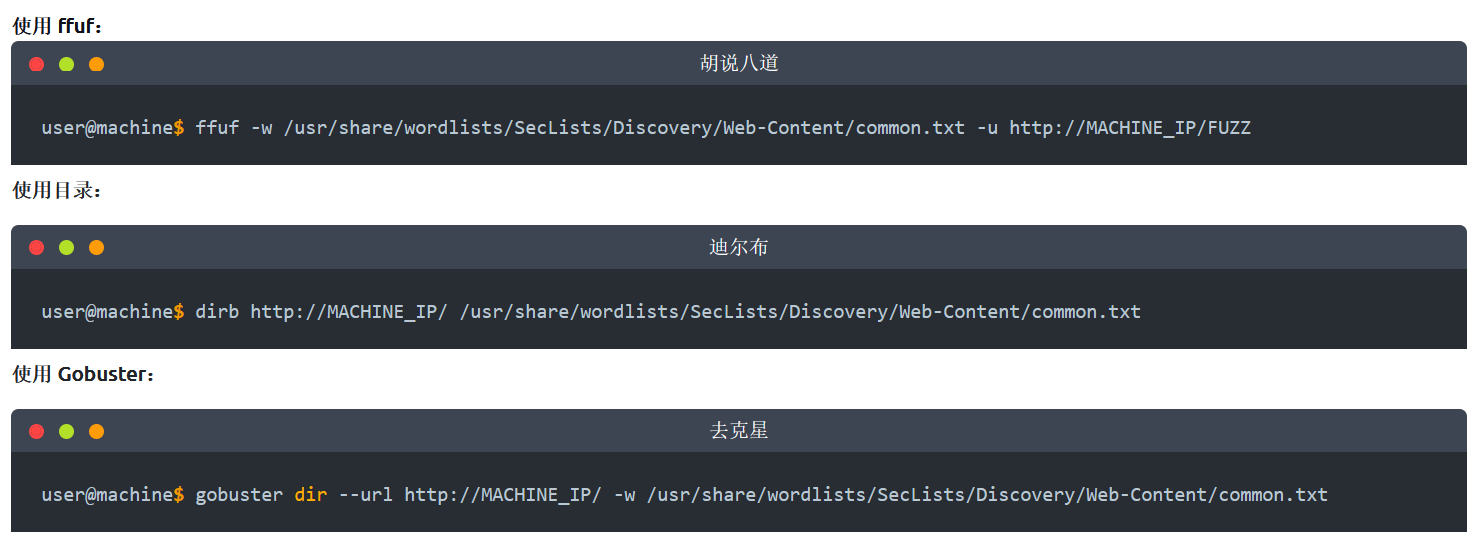 使用 ffuf：
胡说八道
user@machine$ ffuf -w /usr/share/wordlists/SecLists/Discovery/Web-Content/common.txt -u http://MACHINE_IP/FUZZ
使用目录：
迪尔布
user@machine$ dirb http://MACHINE_IP/ /usr/share/wordlists/SecLists/Discovery/Web-Content/common.txt
使用 Gobuster：
去克星
user@machine$ gobuster dir --url http://MACHINE_IP/ -w /usr/share/wordlists/SecLists/Discovery/Web-Content/common.txt